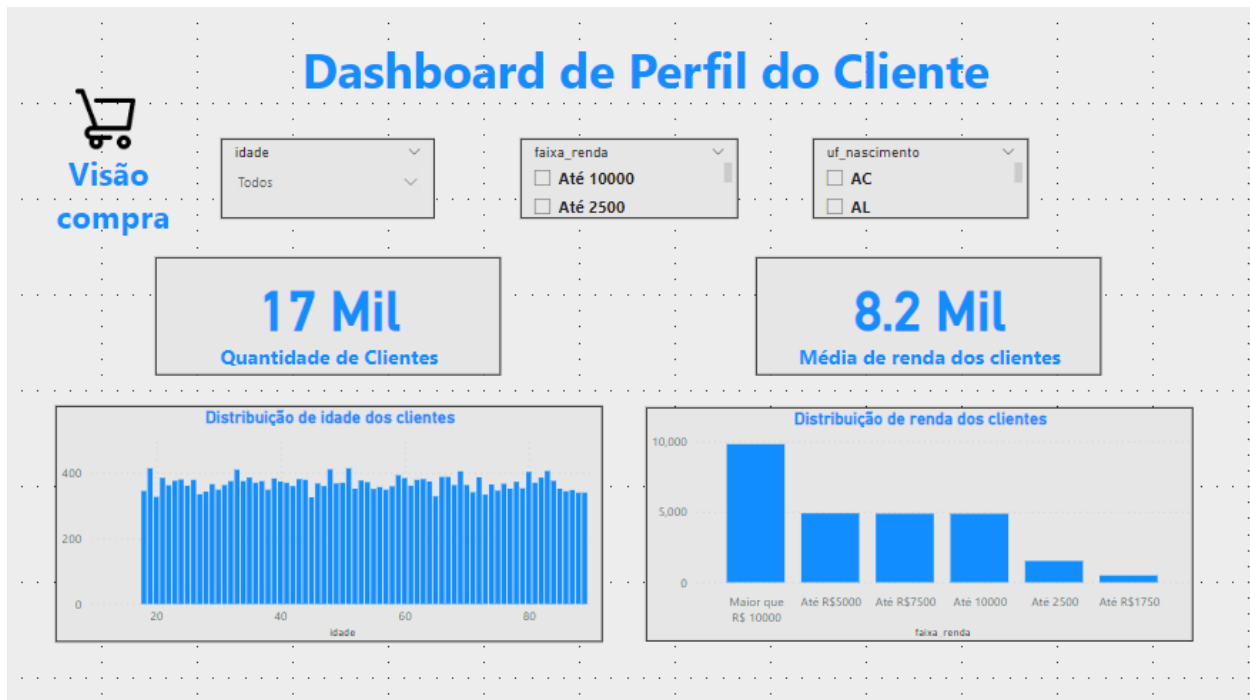 Dashboard de Perfil do Cliente
Visão
compra
idade
Todos
faixa_renda
Até 10000
Até 2500
uf_nascimento
AC
AL
17 Mil
Quantidade de Clientes
8.2 Mil
Média de renda dos clientes
Distribuição de idade dos clientes
400
200
0
20 40 60 80
idade
Distribuição de renda dos clientes
10,000
5,000
0
Maior que Até R$5000 Até R$7500 Até 10000 Até 2500 Até R$1750
R$ 10000
faixa_renda